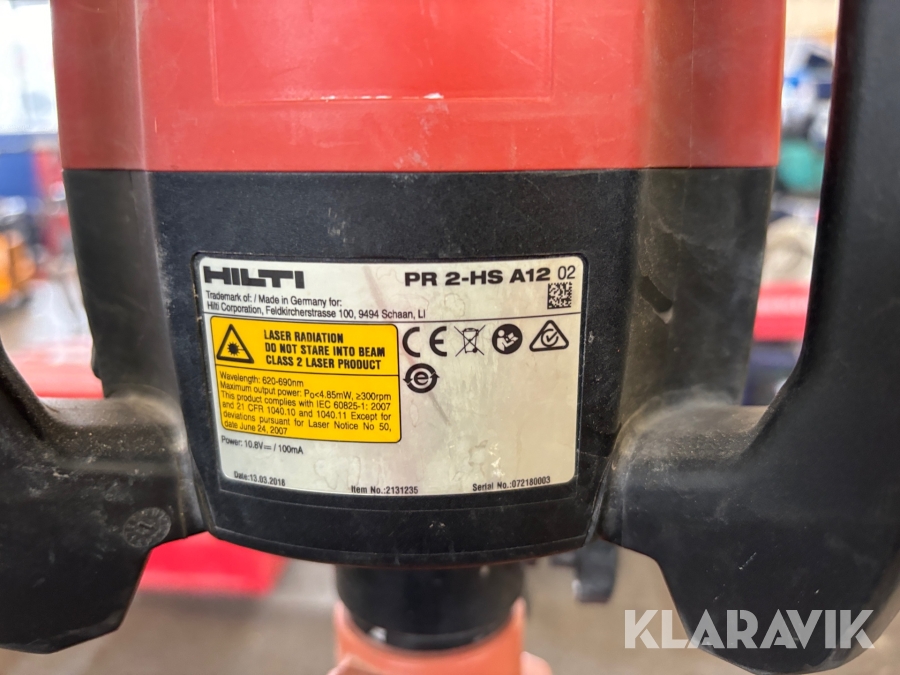 HILTI
PR 2-HS A12 02
Trademark of: / Made in Germany for:
Hilti Corporation, Feldkircherstrasse 100, 9494 Schaan, LI
LASER RADIATION
DO NOT STARE INTO BEAM
CLASS 2 LASER PRODUCT
Wavelength: 620-690nm
Maximum output power: Po<4.85mW, ≥300rpm
This product complies with IEC 60825-1: 2007
and 21 CFR 1040.10 and 1040.11 Except for
deviations pursuant for Laser Notice No 50,
date June 24, 2007
CE
e
Power: 10.8V⎓ / 100mA
Date:13.03.2018
Item No.:2131235
Serial No.:072180003
KLARAVIK